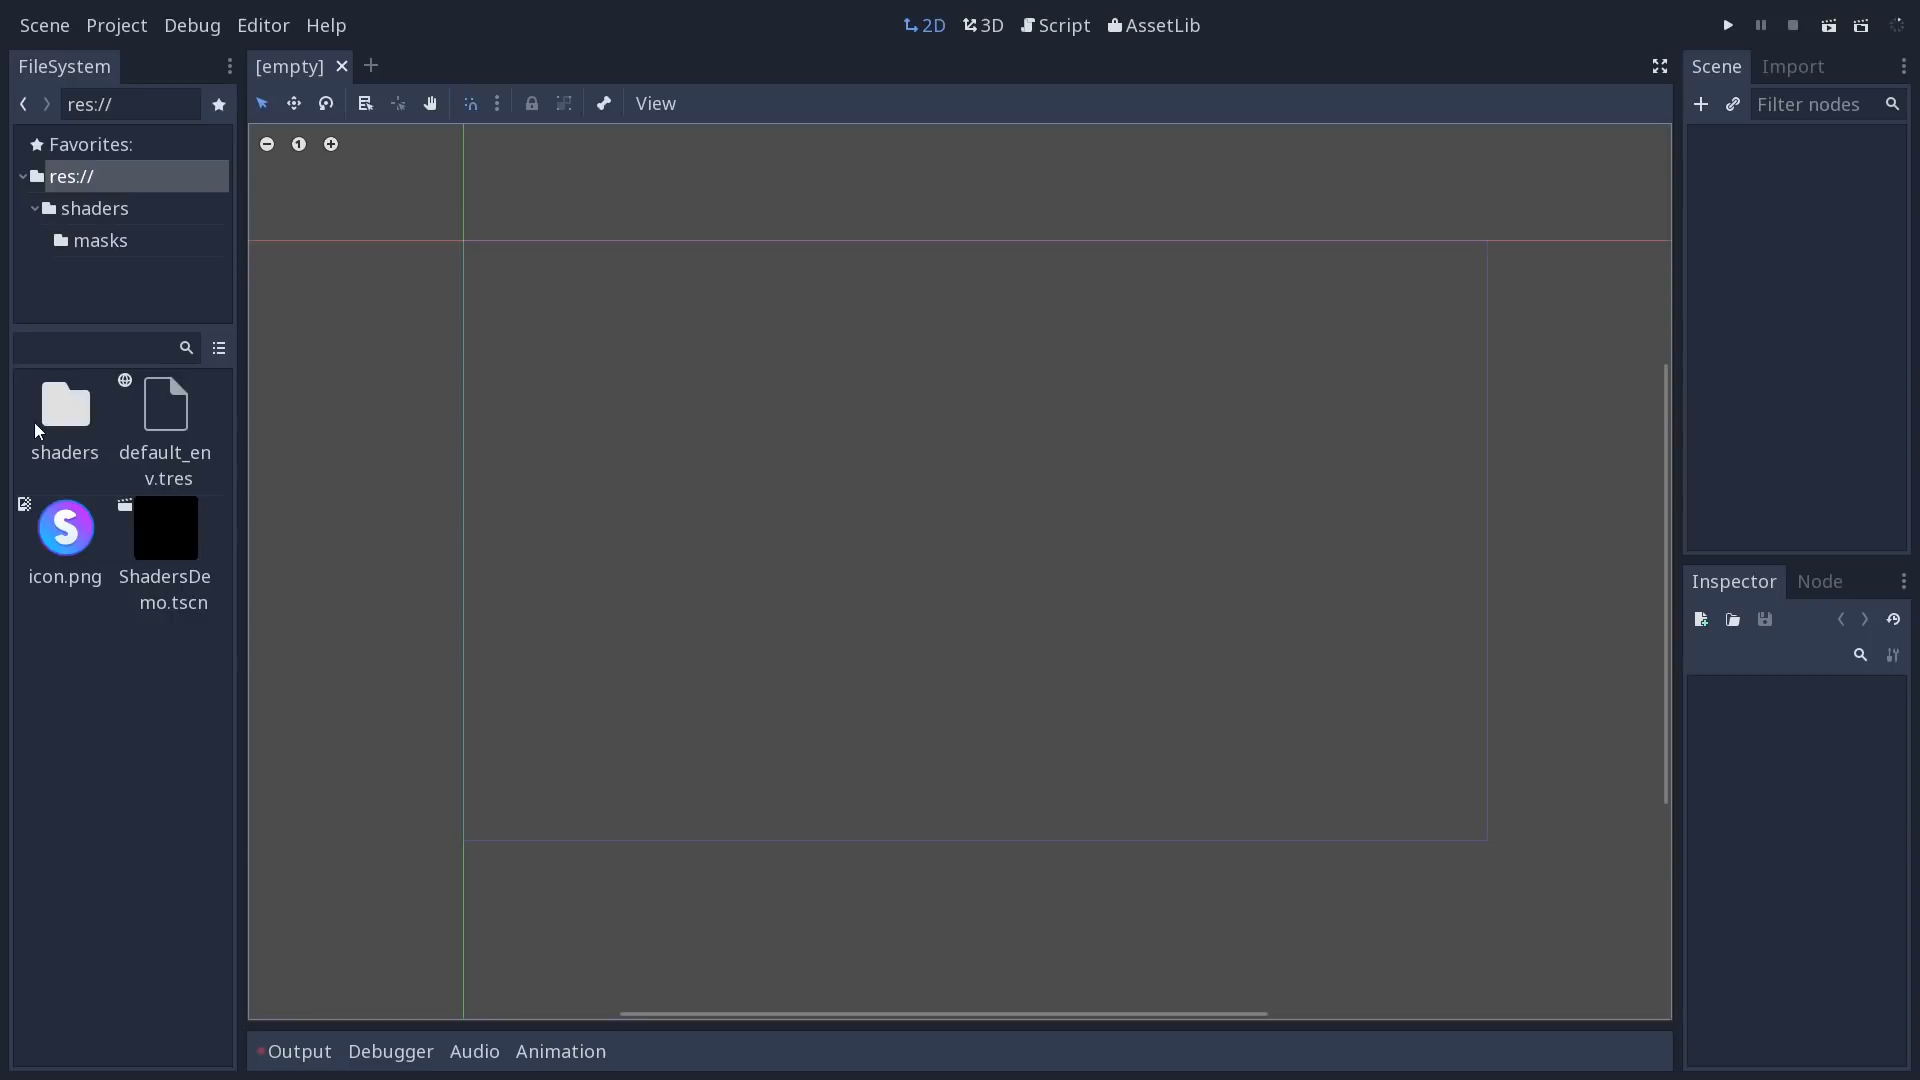 Scene Project Debug Editor Help 2D 3D Script AssetLib
FileSystem [empty] Scene Import
res:// View Filter nodes
Favorites:
res://
shaders
masks
shaders
default_en
v.tres
icon.png
ShadersDe
mo.tscn
Inspector Node
Output Debugger Audio Animation